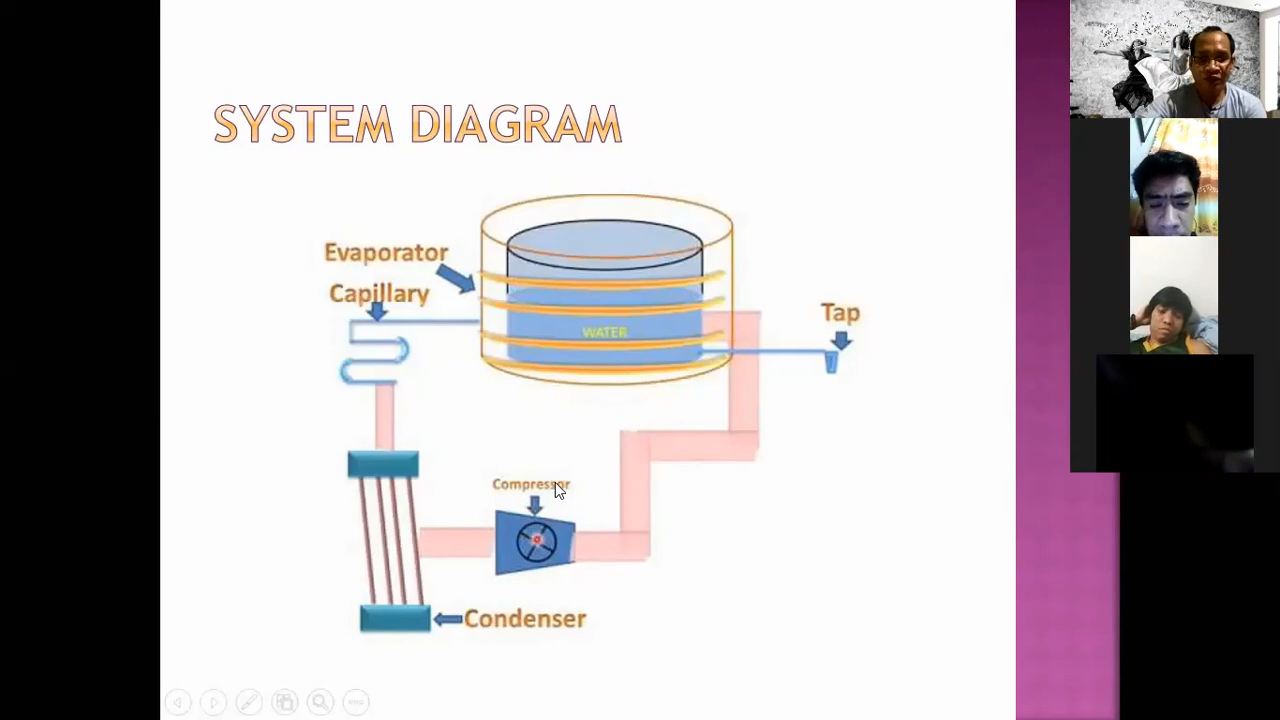 SYSTEM DIAGRAM
Evaporator
Capillary
WATER
Tap
Compressor
Condenser